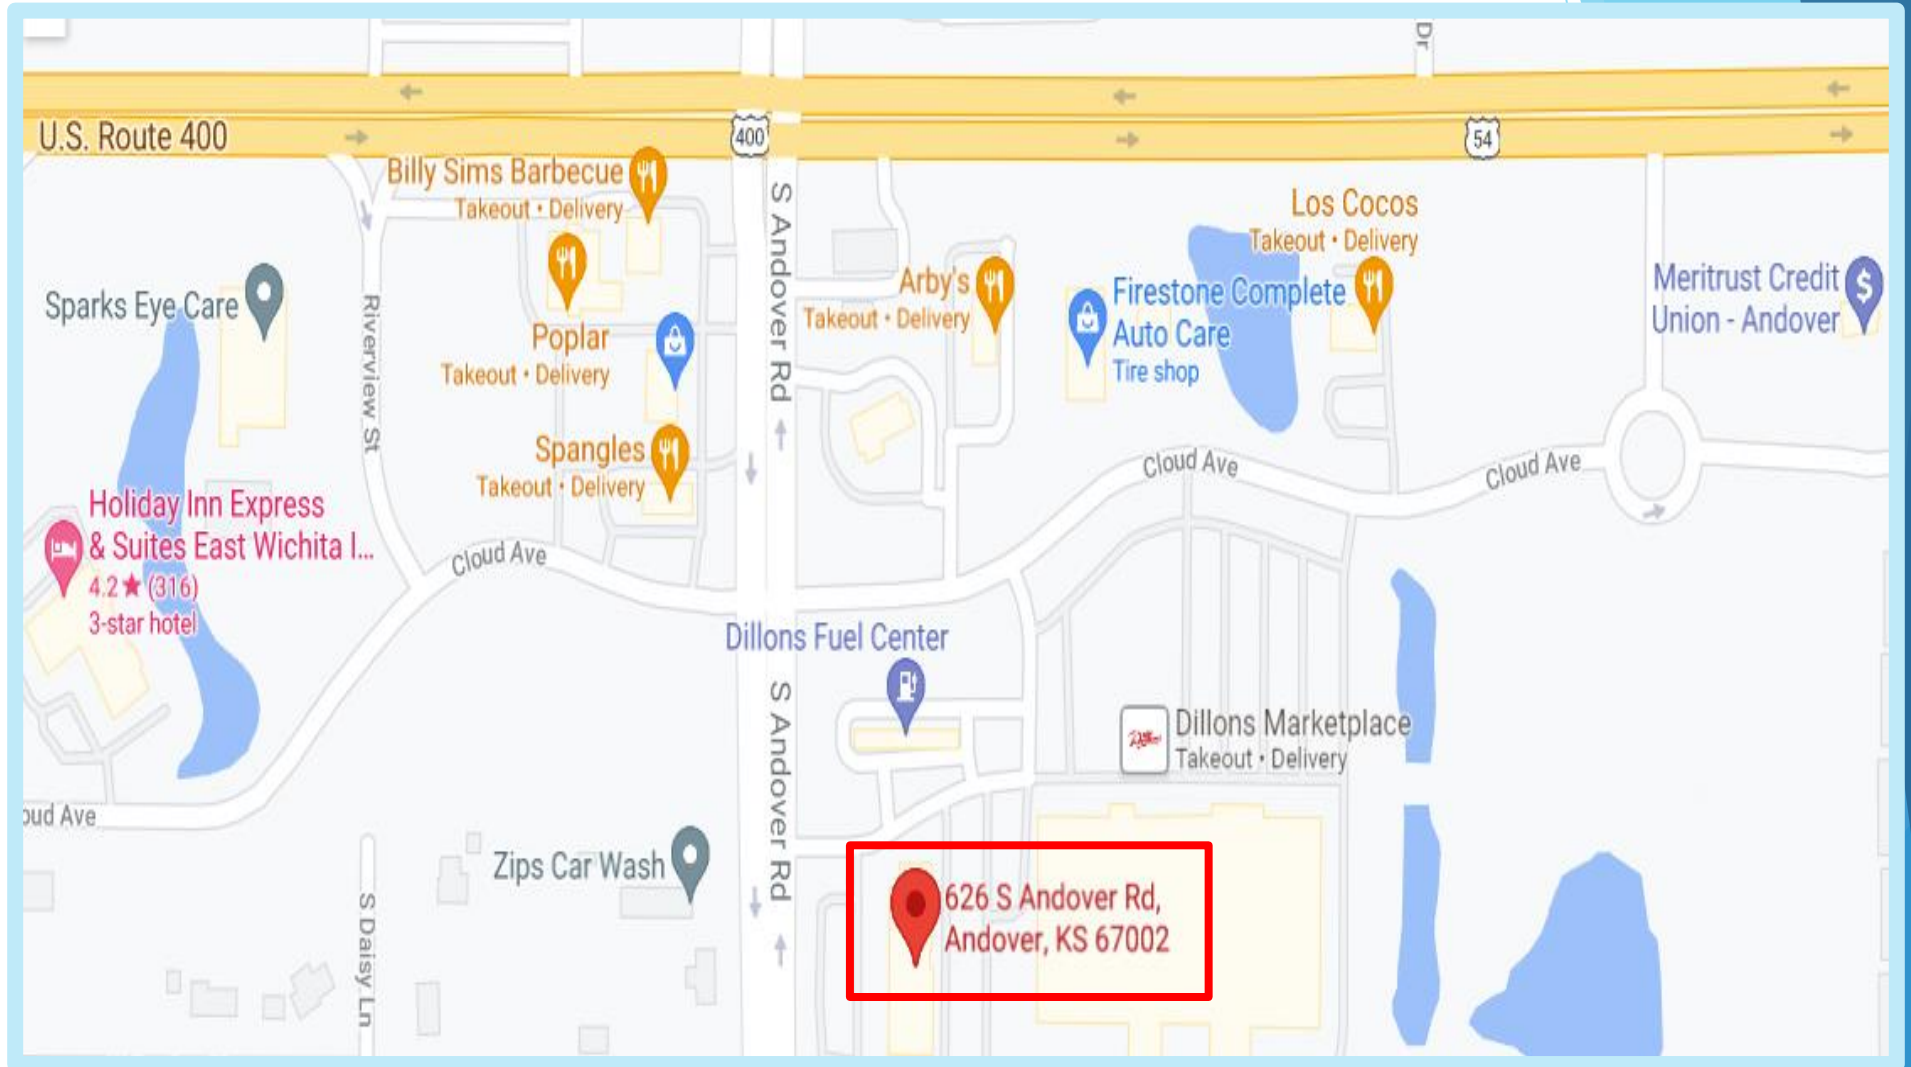 Dr
U.S. Route 400
400
54
Billy Sims Barbecue
Takeout • Delivery
S Andover Rd
Los Cocos
Takeout • Delivery
Sparks Eye Care
Riverview St
Poplar
Takeout • Delivery
Arby's
Takeout • Delivery
Firestone Complete
Auto Care
Tire shop
Meritrust Credit
Union - Andover
Spangles
Takeout • Delivery
Cloud Ave
Cloud Ave
Holiday Inn Express
& Suites East Wichita I...
4.2★ (316)
3-star hotel
Cloud Ave
Dillons Fuel Center
S Andover Rd
Dillons Marketplace
Takeout • Delivery
oud Ave
Zips Car Wash
S Daisy Ln
626 S Andover Rd,
Andover, KS 67002